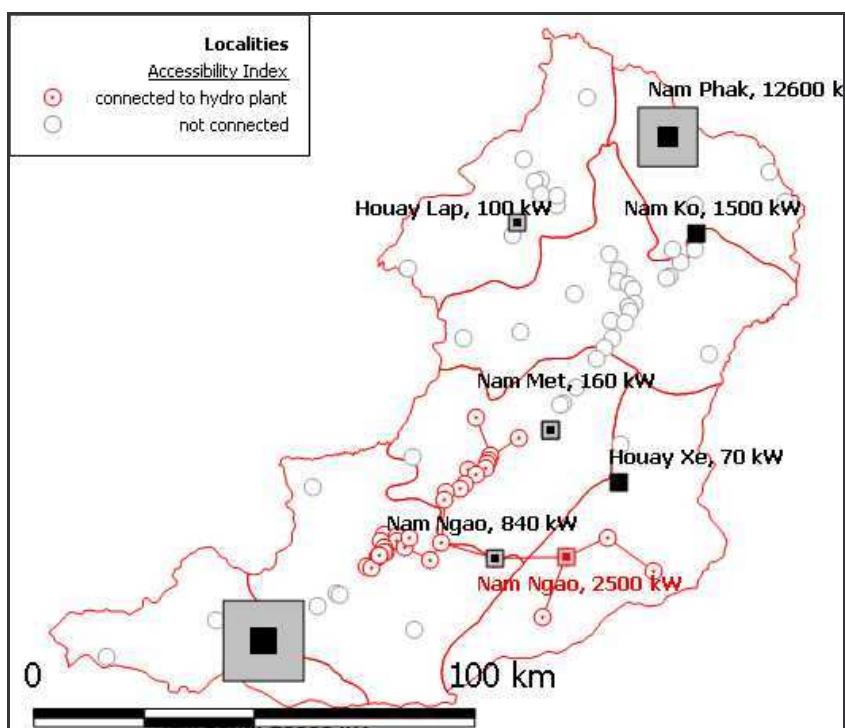 Localities
Accessibility Index
connected to hydro plant
not connected
Nam Phak, 12600 k
Houay Lap, 100 kW
Nam Ko, 1500 kW
Nam Met, 160 kW
Houay Xe, 70 kW
Nam Ngao, 840 kW
Nam Ngao, 2500 kW
0
100 km